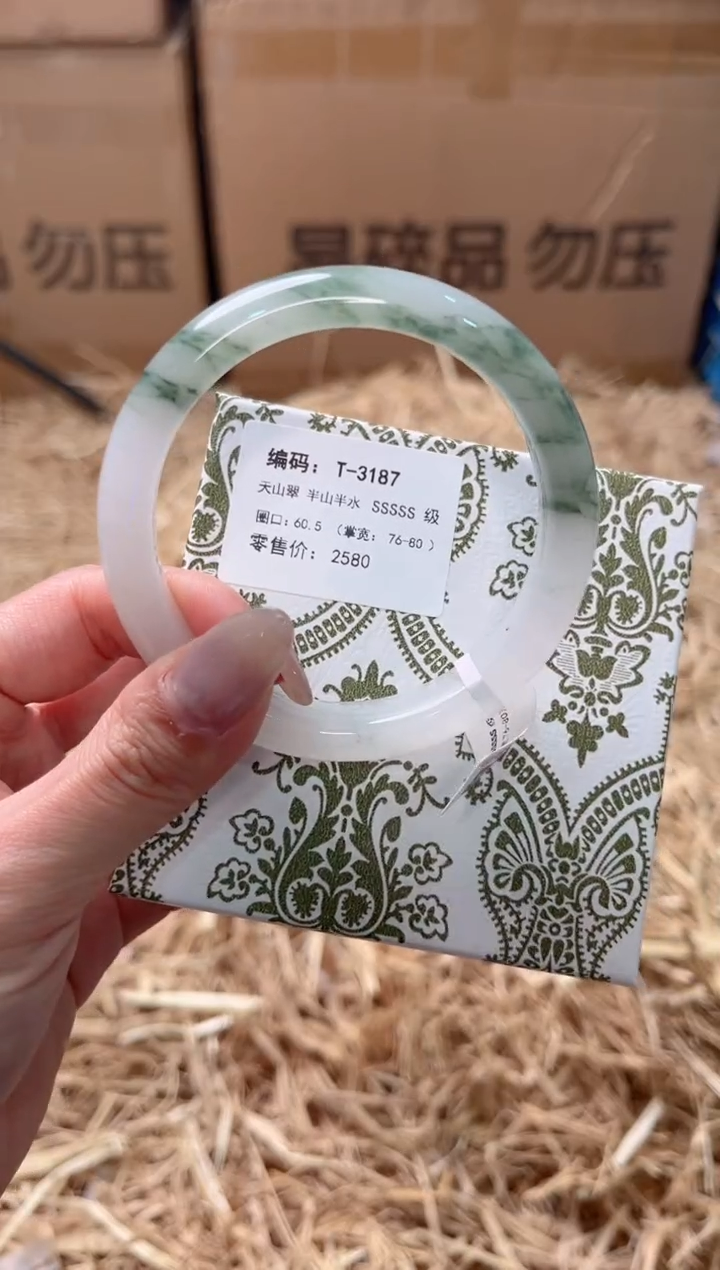 勿压
易碎品 勿压
编码：T-3187
天山翠 半山半水 SSSSS 级
圈口：60.5 （掌宽： 76-80 ）
零售价： 2580